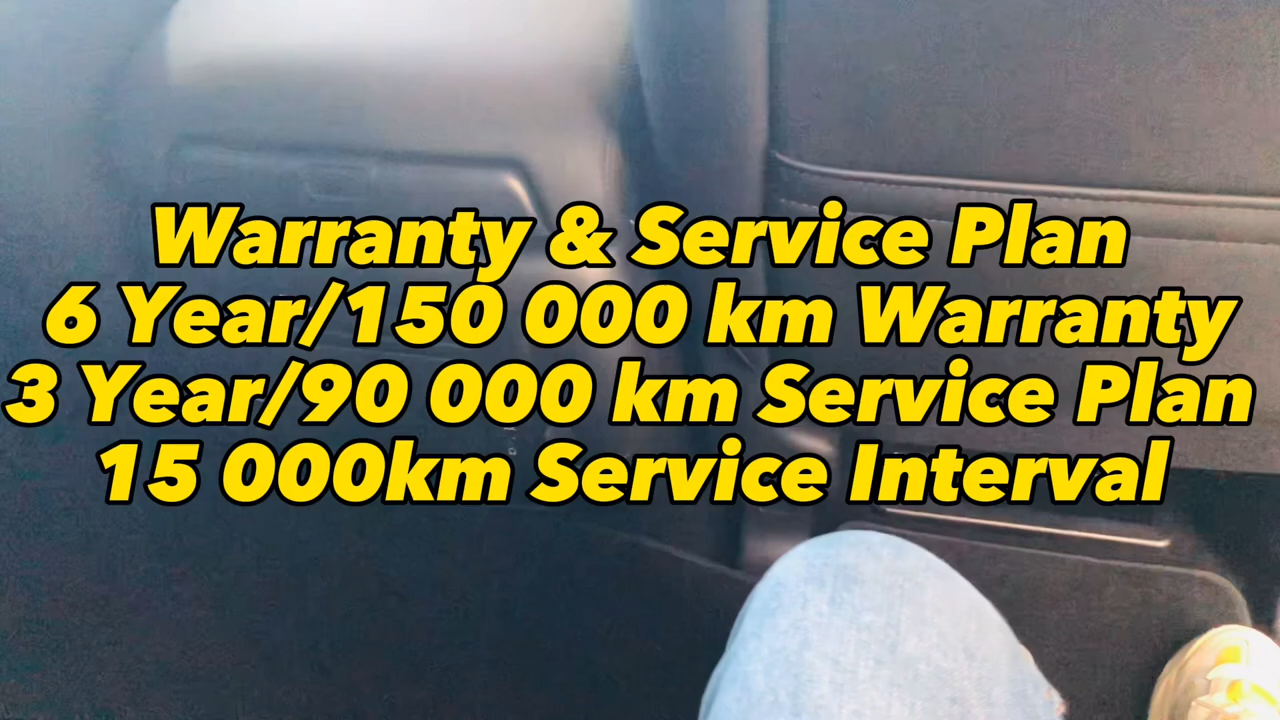 Warranty & Service Plan
6 Year/150 000 km Warranty
3 Year/90 000 km Service Plan
15 000km Service Interval